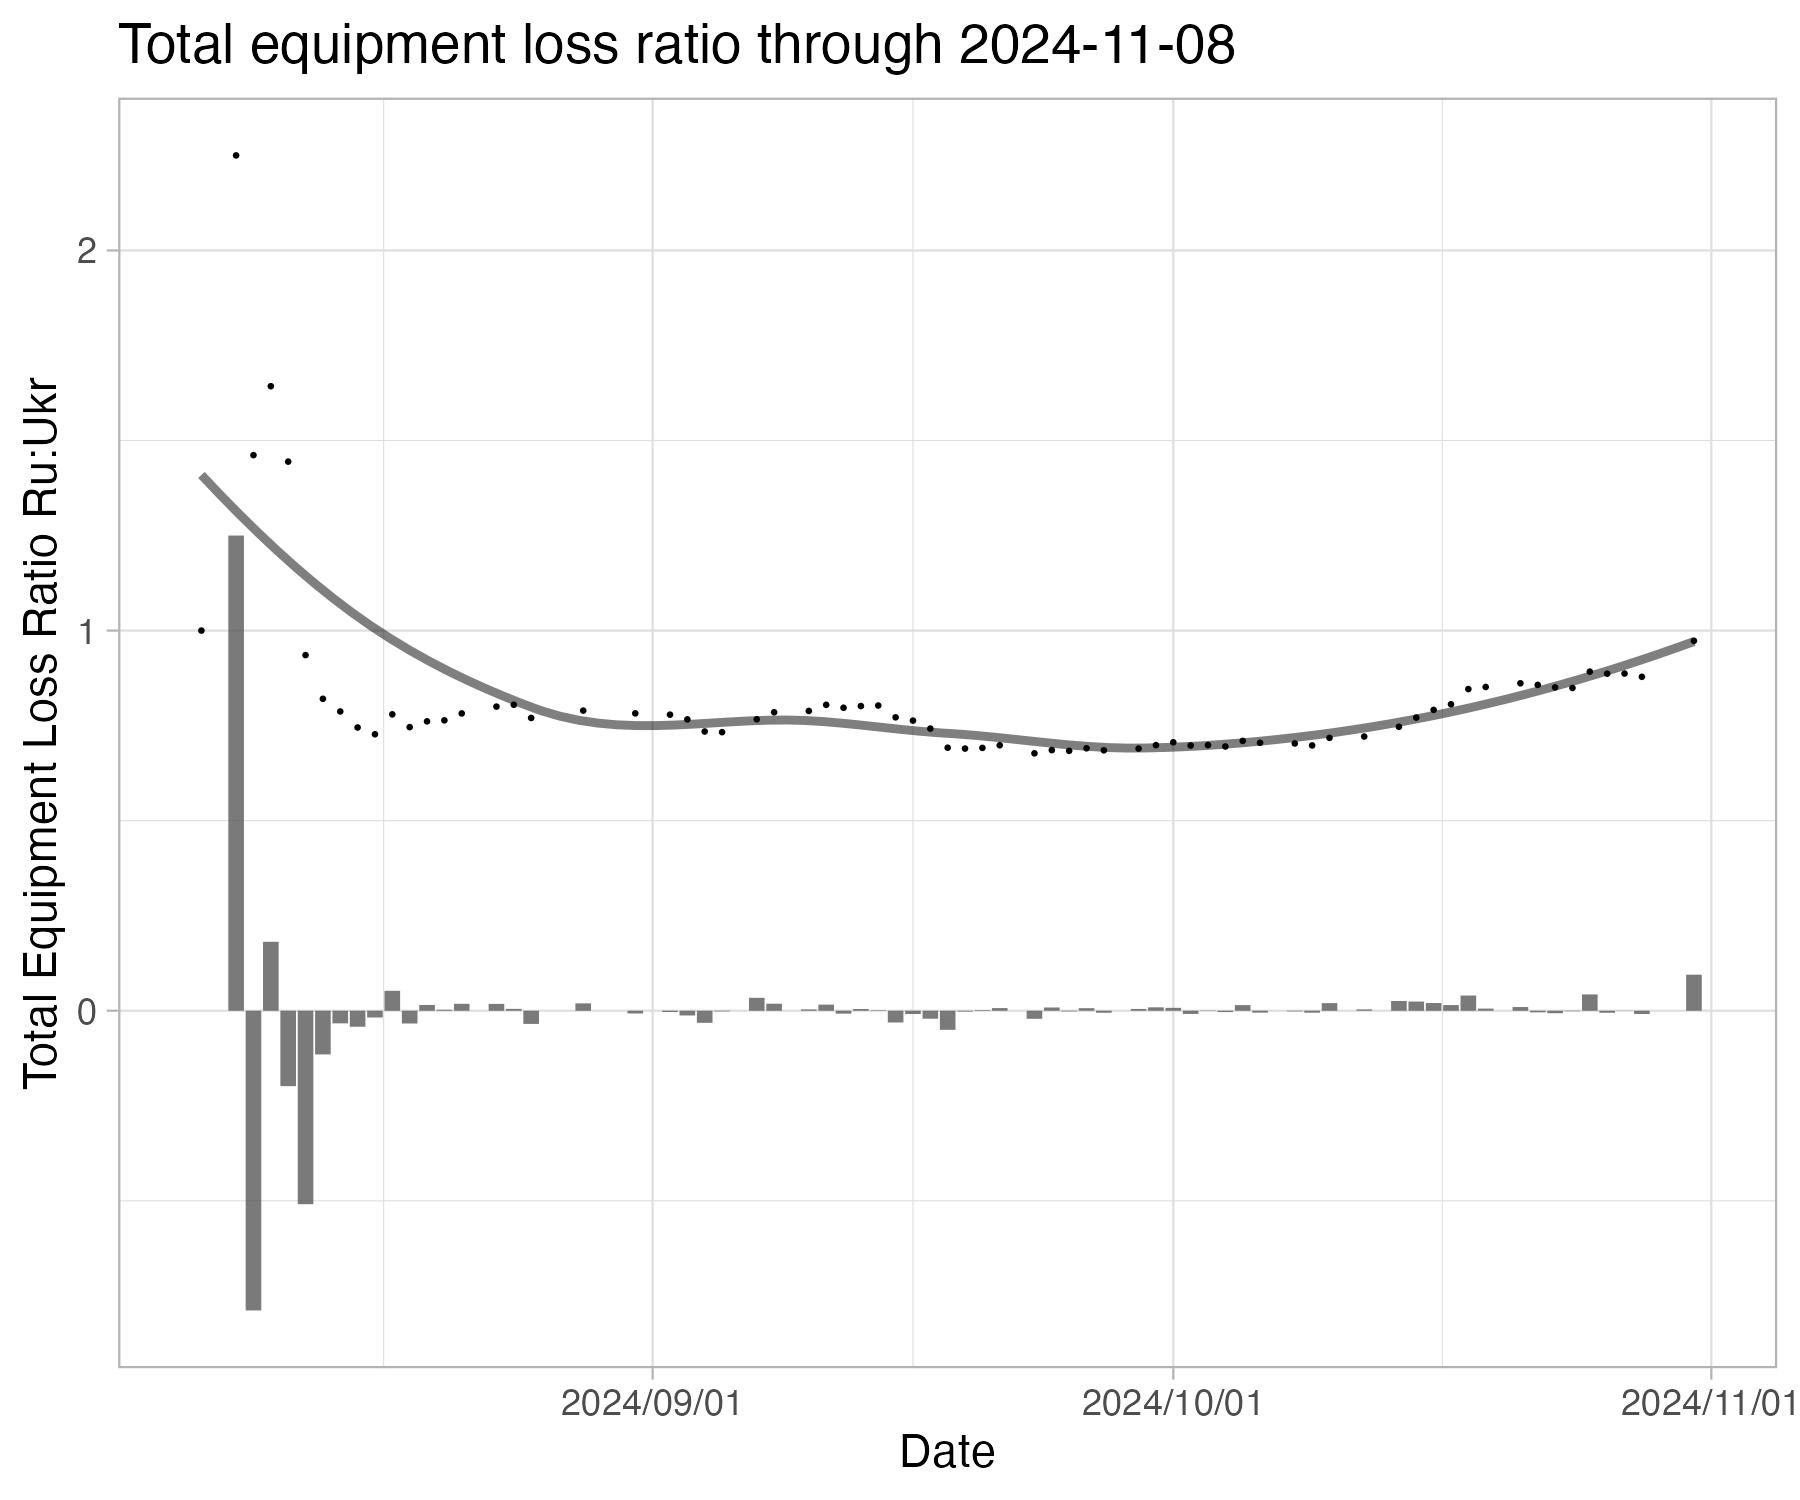 Total equipment loss ratio through 2024-11-08
Total Equipment Loss Ratio Ru:Ukr
2
1
0
2024/09/01
2024/10/01
2024/11/01
Date